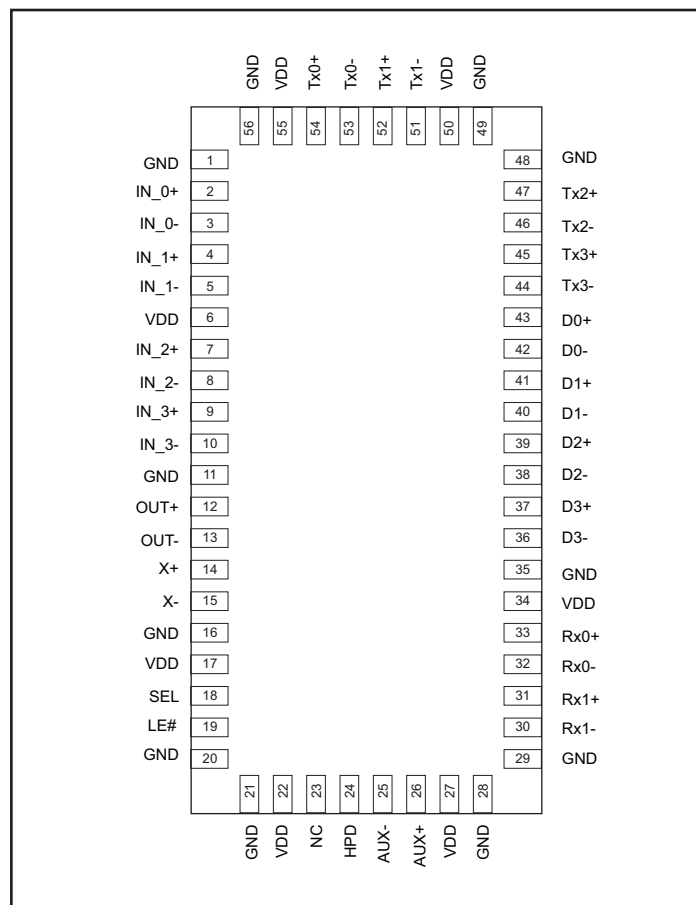 GND VDD Tx0+ Tx0- Tx1+ Tx1- VDD GND
56 55 54 53 52 51 50 49
GND 1 48 GND
IN_0+ 2 47 Tx2+
IN_0- 3 46 Tx2-
IN_1+ 4 45 Tx3+
IN_1- 5 44 Tx3-
VDD 6 43 D0+
IN_2+ 7 42 D0-
IN_2- 8 41 D1+
IN_3+ 9 40 D1-
IN_3- 10 39 D2+
GND 11 38 D2-
OUT+ 12 37 D3+
OUT- 13 36 D3-
X+ 14 35 GND
X- 15 34 VDD
GND 16 33 Rx0+
VDD 17 32 Rx0-
SEL 18 31 Rx1+
LE# 19 30 Rx1-
GND 20 29 GND
21 22 23 24 25 26 27 28
GND VDD NC HPD AUX- AUX+ VDD GND